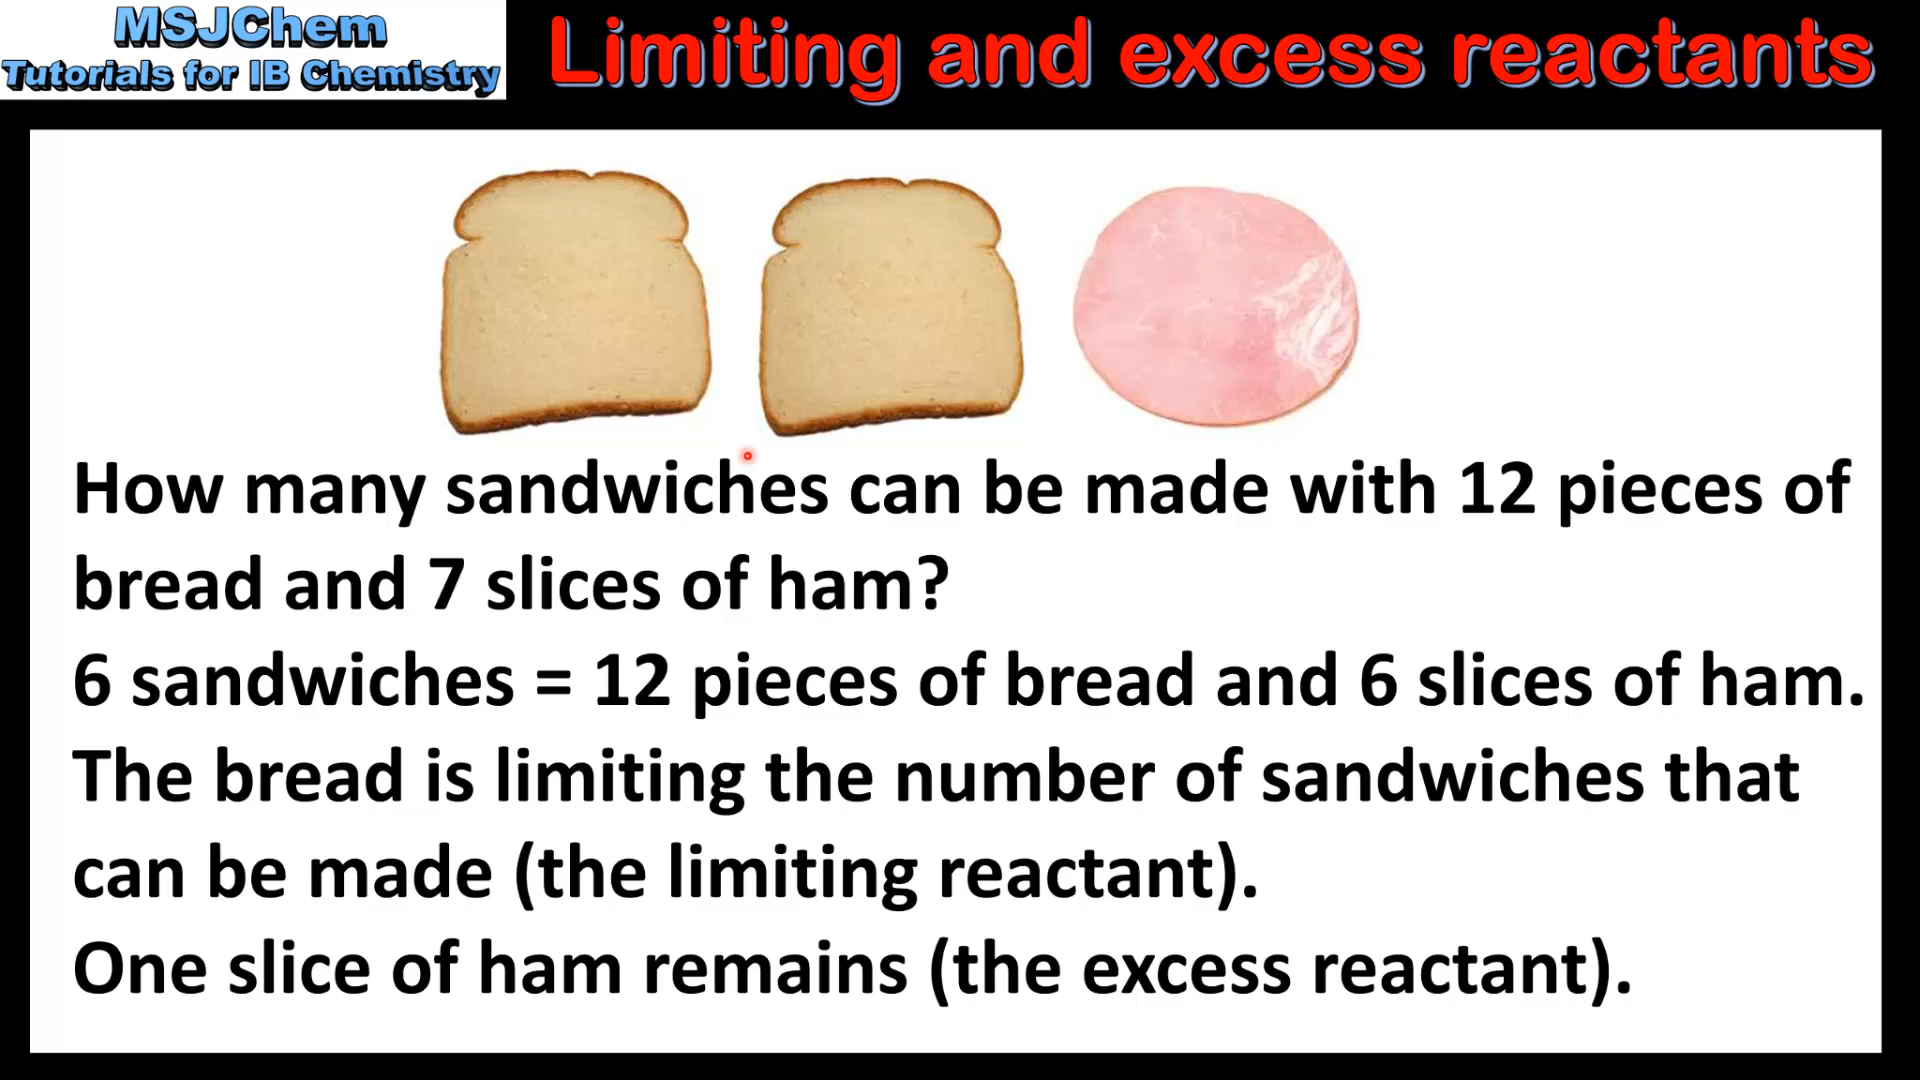 MSJChem
Tutorials for IB Chemistry
Limiting and excess reactants
How many sandwiches can be made with 12 pieces of
bread and 7 slices of ham?
6 sandwiches = 12 pieces of bread and 6 slices of ham.
The bread is limiting the number of sandwiches that
can be made (the limiting reactant).
One slice of ham remains (the excess reactant).